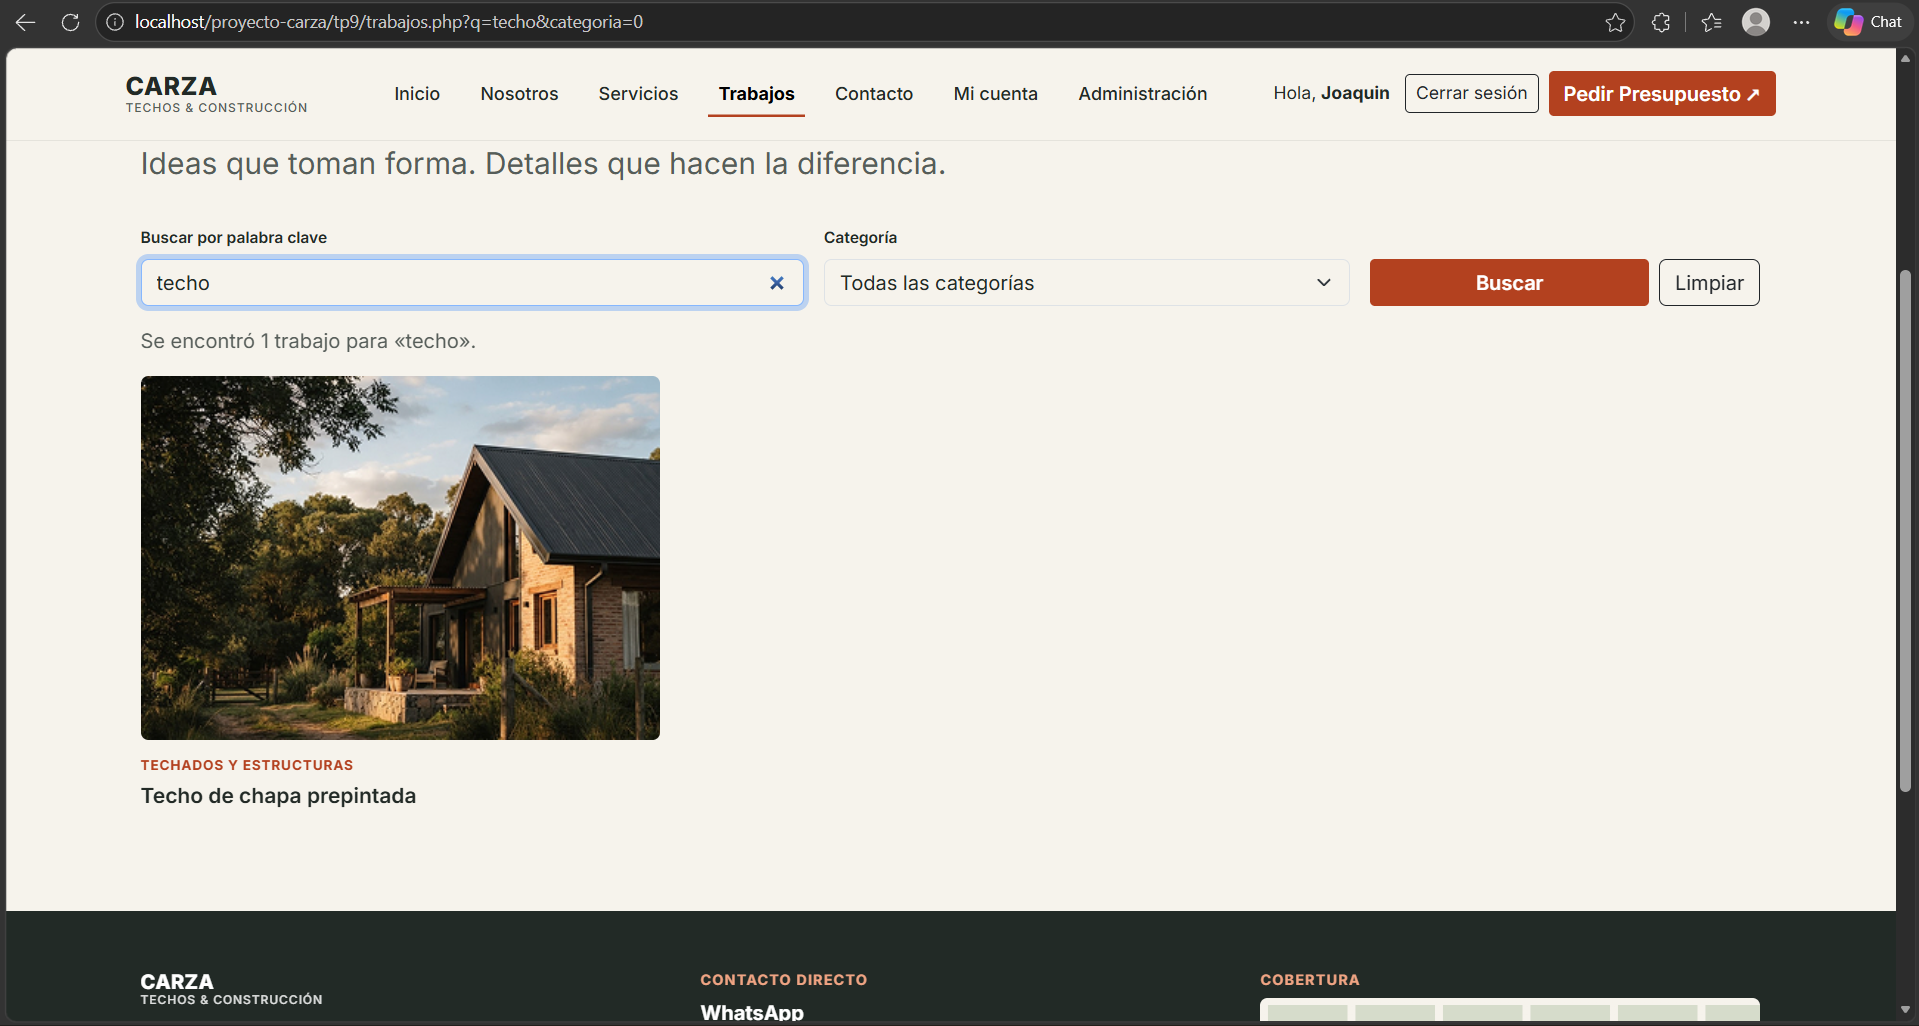 localhost/proyecto-carza/tp9/trabajos.php?q=techo&categoria=0
Chat
CARZA
TECHOS & CONSTRUCCIÓN
Inicio
Nosotros
Servicios
Trabajos
Contacto
Mi cuenta
Administración
Hola, Joaquin
Cerrar sesión
Pedir Presupuesto ↗
Ideas que toman forma. Detalles que hacen la diferencia.
Buscar por palabra clave
Categoría
techo
Todas las categorías
Buscar
Limpiar
Se encontró 1 trabajo para «techo».
TECHADOS Y ESTRUCTURAS
Techo de chapa prepintada
CARZA
TECHOS & CONSTRUCCIÓN
CONTACTO DIRECTO
WhatsApp
COBERTURA